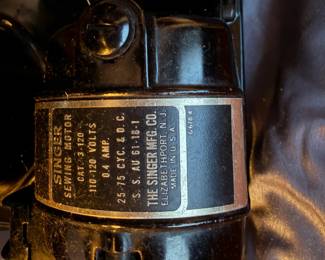 SINGER
SEWING MOTOR
CAT. 3-120
110-120 VOLTS
0.4 AMP.
25-75 CYC. & D.C.
S. S. AU 61-18-1
THE SINGER MFG. CO.
ELIZABETHPORT, N. J.
MADE IN U.S.A.